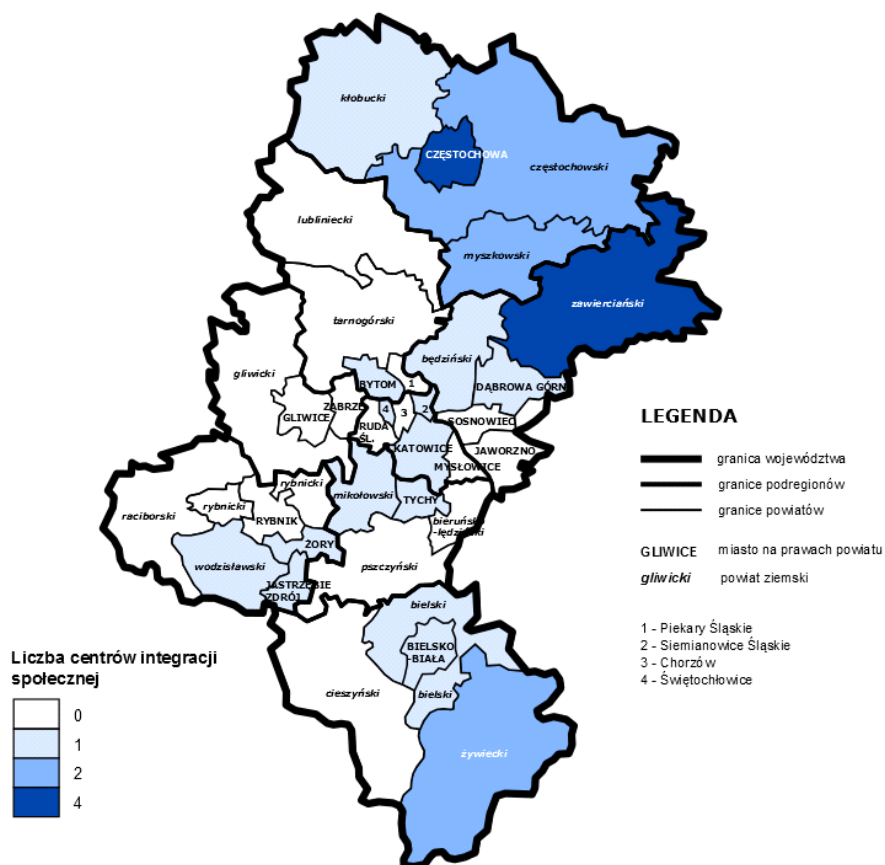 kłobucki
CZĘSTOCHOWA
częstochowski
lubliniecki
myszkowski
zawierciański
tarnogórski
będziński
gliwicki
BYTOM
1
DĄBROWA GÓRN
GLIWICE
ZABRZE
4
3
2
SOSNOWIEC
RUDA
ŚL.
KATOWICE
JAWORZNO
MYSŁOWICE
rybnicki
mikołowski
TYCHY
raciborski
rybnicki
RYBNIK
bieruńsko
-lędziński
ŻORY
wodzisławski
pszczyński
JASTRZĘBIE
ZDRÓJ
bielski
BIELSKO
-BIAŁA
cieszyński
bielski
żywiecki
LEGENDA
granica województwa
granice podregionów
granice powiatów
GLIWICE miasto na prawach powiatu
gliwicki powiat ziemski
1 - Piekary Śląskie
2 - Siemianowice Śląskie
3 - Chorzów
4 - Świętochłowice
Liczba centrów integracji
społecznej
0
1
2
4